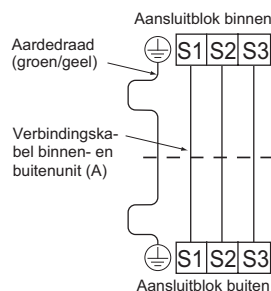 Aansluitblok binnen
Aardedraad
(groen/geel)
S1 S2 S3
Verbindingska-
bel binnen- en
buitenunit (A)
S1 S2 S3
Aansluitblok buiten